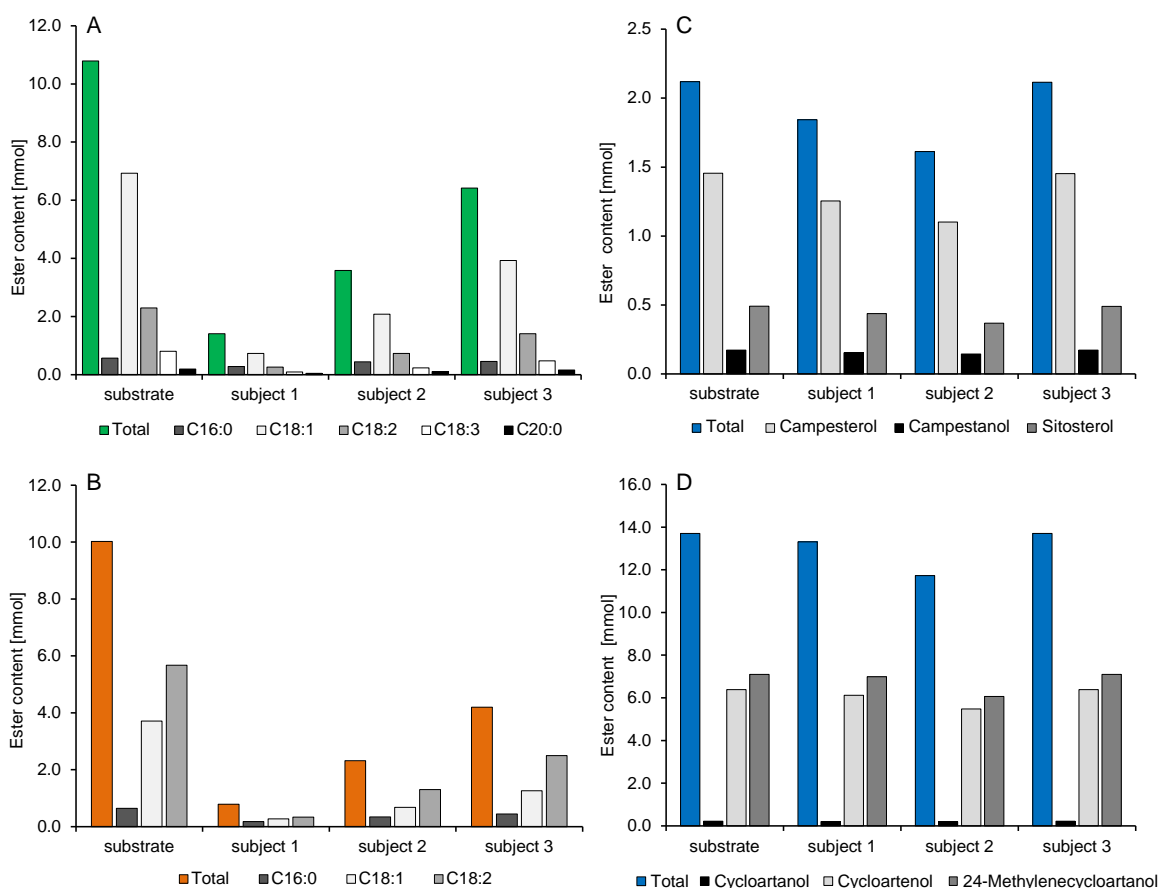 A
Ester content [mmol]
12.0
10.0
8.0
6.0
4.0
2.0
0.0
substrate subject 1 subject 2 subject 3
Total C16:0 C18:1 C18:2 C18:3 C20:0
C
Ester content [mmol]
2.5
2.0
1.5
1.0
0.5
0.0
substrate subject 1 subject 2 subject 3
Total Campesterol Campestanol Sitosterol
B
Ester content [mmol]
12.0
10.0
8.0
6.0
4.0
2.0
0.0
substrate subject 1 subject 2 subject 3
Total C16:0 C18:1 C18:2
D
Ester content [mmol]
16.0
14.0
12.0
10.0
8.0
6.0
4.0
2.0
0.0
substrate subject 1 subject 2 subject 3
Total Cycloartanol Cycloartenol 24-Methylenecycloartanol